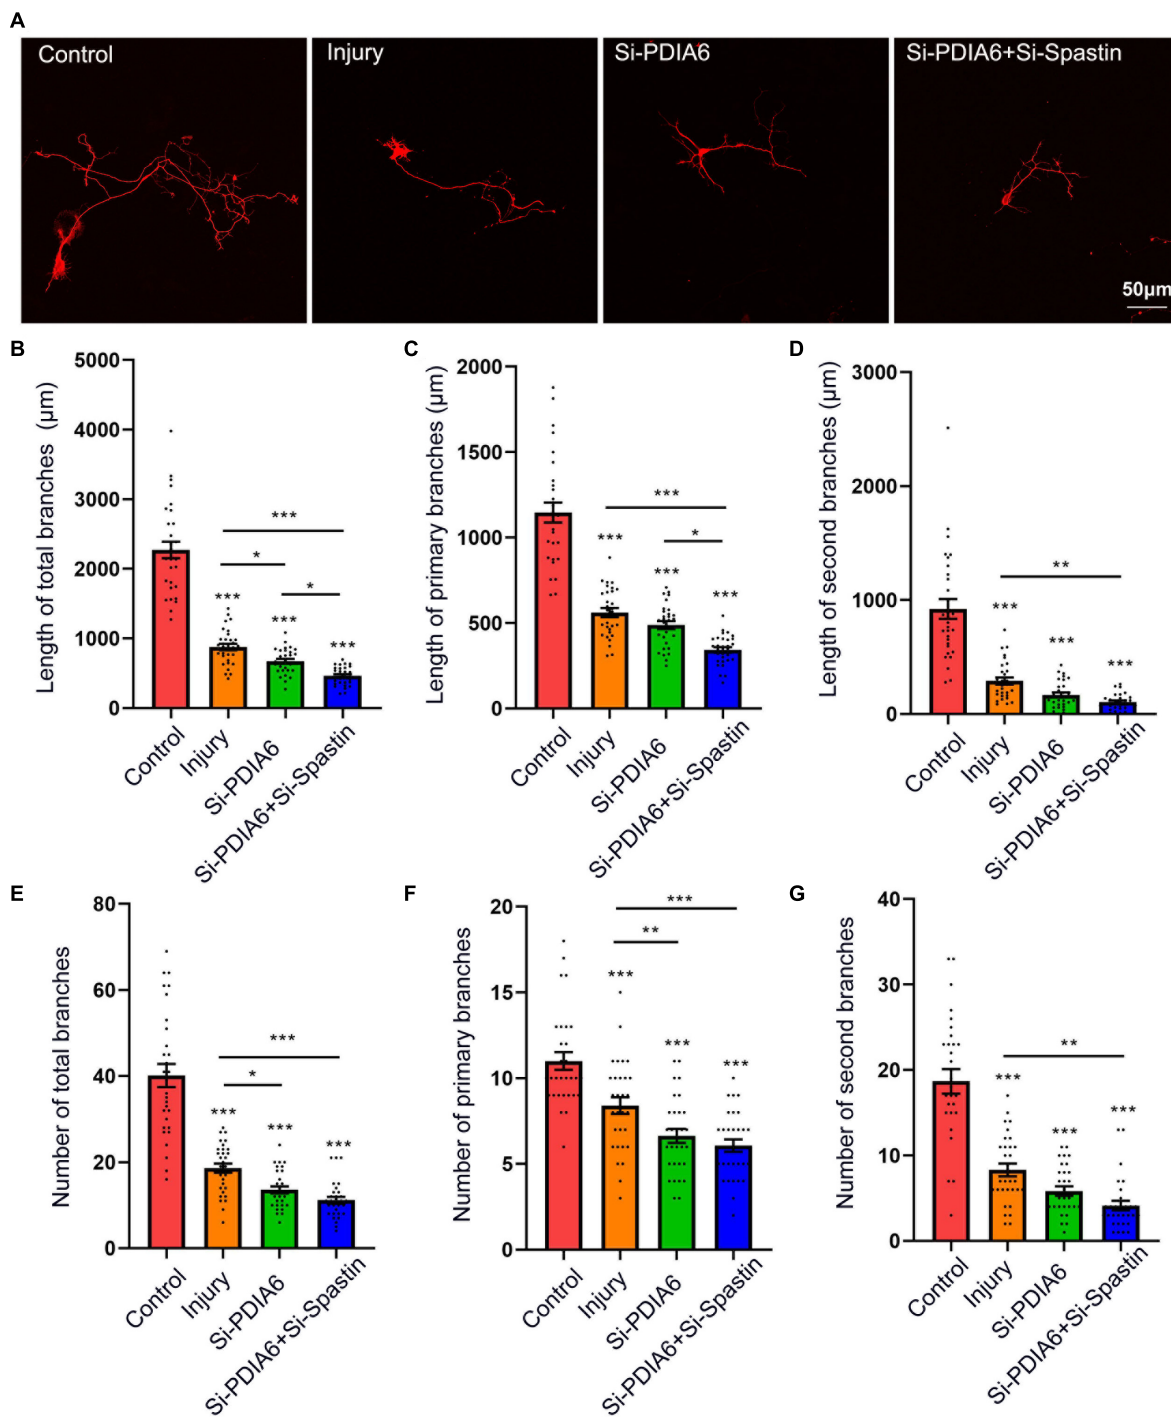 A
Control
Injury
Si-PDIA6
Si-PDIA6+Si-Spastin
50μm
B
Length of total branches (μm)
5000
4000
3000
2000
1000
0
***
*
*
***
***
***
Control
Injury
Si-PDIA6
Si-PDIA6+Si-Spastin
C
Length of primary branches (μm)
2000
1500
1000
500
0
***
*
***
***
***
Control
Injury
Si-PDIA6
Si-PDIA6+Si-Spastin
D
Length of second branches (μm)
3000
2000
1000
0
**
***
***
***
Control
Injury
Si-PDIA6
Si-PDIA6+Si-Spastin
E
Number of total branches
80
60
40
20
0
***
*
***
***
***
Control
Injury
Si-PDIA6
Si-PDIA6+Si-Spastin
F
Number of primary branches
20
15
10
5
0
***
**
***
***
***
Control
Injury
Si-PDIA6
Si-PDIA6+Si-Spastin
G
Number of second branches
40
30
20
10
0
**
***
***
***
Control
Injury
Si-PDIA6
Si-PDIA6+Si-Spastin